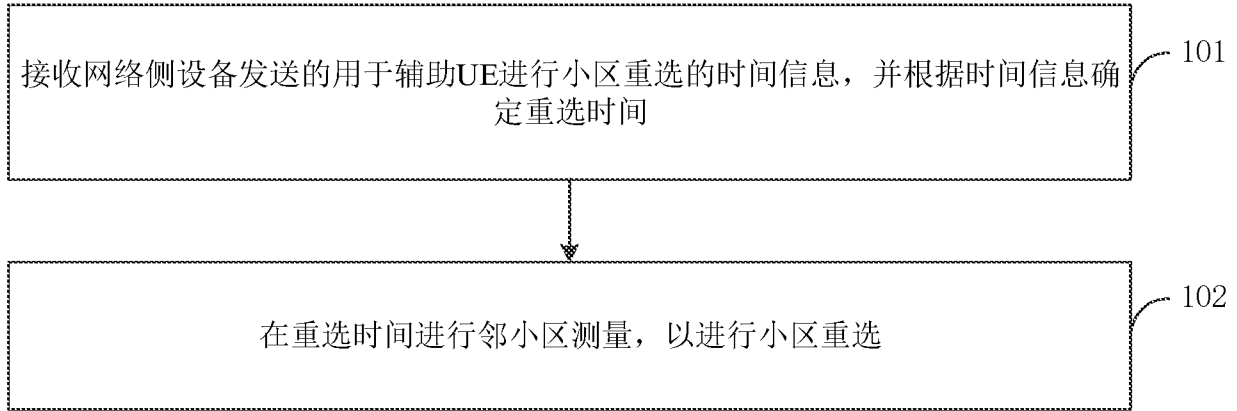 接收网络侧设备发送的用于辅助UE进行小区重选的时间信息，并根据时间信息确
定重选时间
101
在重选时间进行邻小区测量，以进行小区重选
102